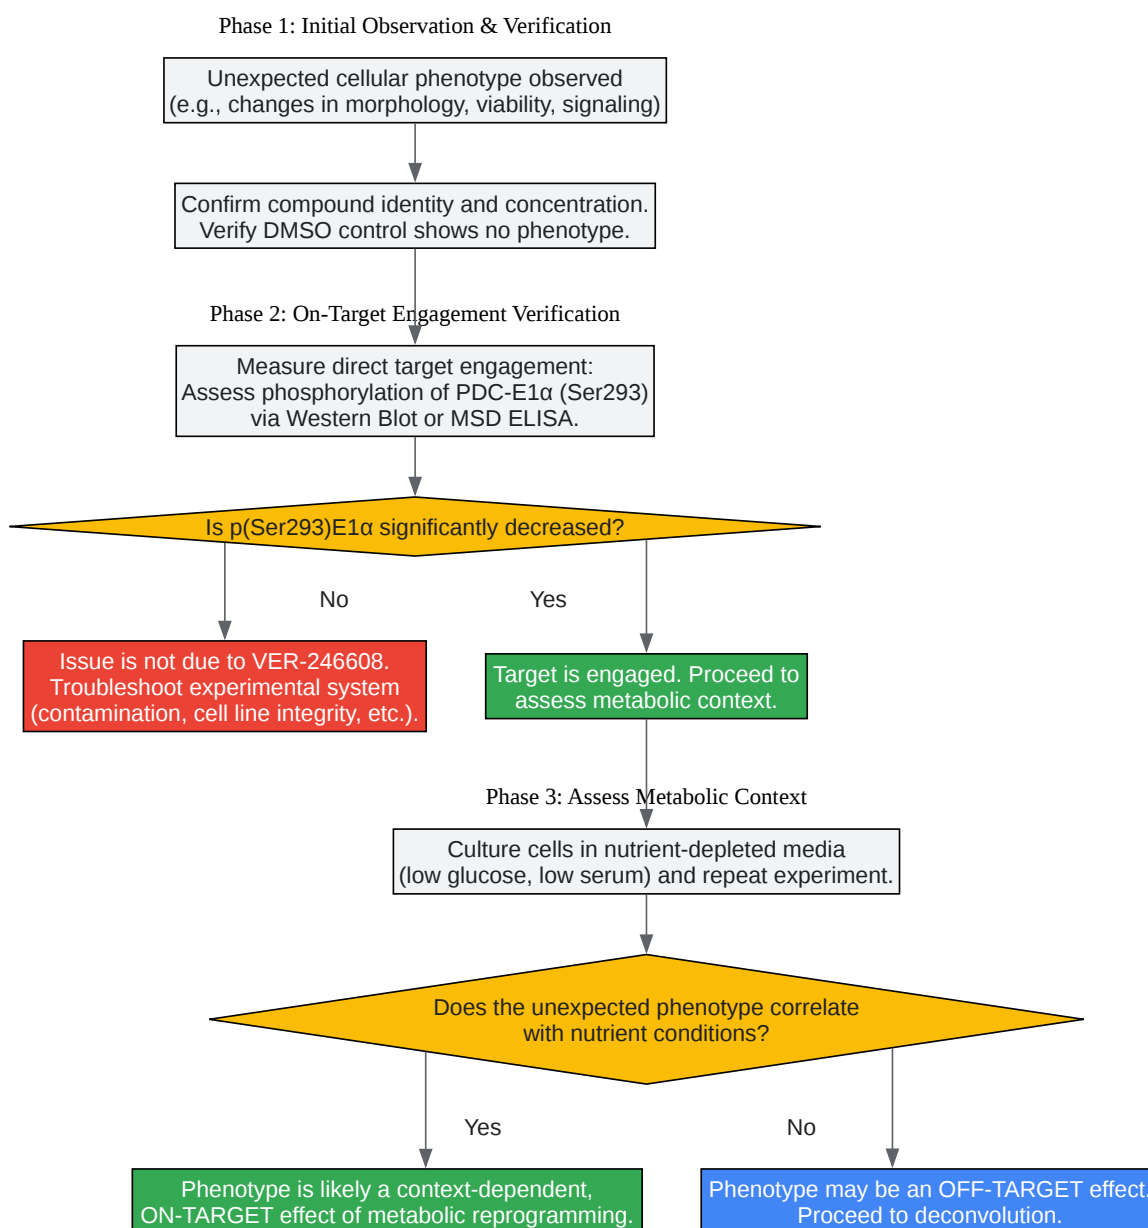 Phase 1: Initial Observation & Verification
Unexpected cellular phenotype observed
(e.g., changes in morphology, viability, signaling)
Confirm compound identity and concentration.
Verify DMSO control shows no phenotype.
Phase 2: On-Target Engagement Verification
Measure direct target engagement:
Assess phosphorylation of PDC-E1α (Ser293)
via Western Blot or MSD ELISA.
Is p(Ser293)E1α significantly decreased?
No
Yes
Issue is not due to VER-246608.
Troubleshoot experimental system
(contamination, cell line integrity, etc.).
Target is engaged. Proceed to
assess metabolic context.
Phase 3: Assess Metabolic Context
Culture cells in nutrient-depleted media
(low glucose, low serum) and repeat experiment.
Does the unexpected phenotype correlate
with nutrient conditions?
Yes
No
Phenotype is likely a context-dependent,
ON-TARGET effect of metabolic reprogramming.
Phenotype may be an OFF-TARGET effect.
Proceed to deconvolution.